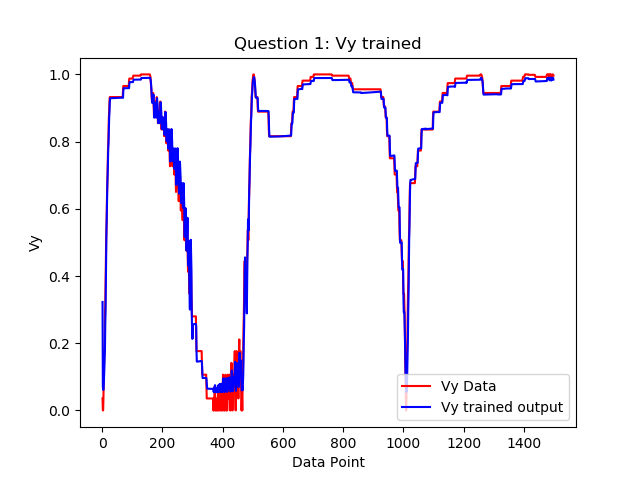 Question 1: Vy trained
1.0
0.8
0.6
0.4
0.2
0.0
Vy
Vy Data
Vy trained output
0 200 400 600 800 1000 1200 1400
Data Point